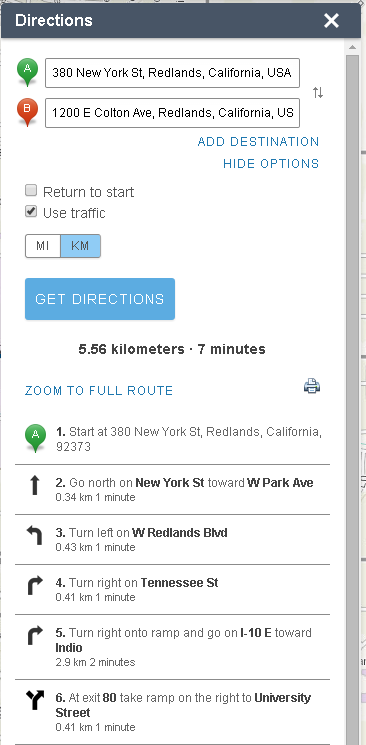 Directions
A
380 New York St, Redlands, California, USA
B
1200 E Colton Ave, Redlands, California, US
ADD DESTINATION
HIDE OPTIONS
Return to start
Use traffic
MI KM
GET DIRECTIONS
5.56 kilometers · 7 minutes
ZOOM TO FULL ROUTE
A
1. Start at 380 New York St, Redlands, California,
92373
2. Go north on New York St toward W Park Ave
0.34 km 1 minute
3. Turn left on W Redlands Blvd
0.43 km 1 minute
4. Turn right on Tennessee St
0.41 km 1 minute
5. Turn right onto ramp and go on I-10 E toward
Indio
2.9 km 2 minutes
6. At exit 80 take ramp on the right to University
Street
0.41 km 1 minute